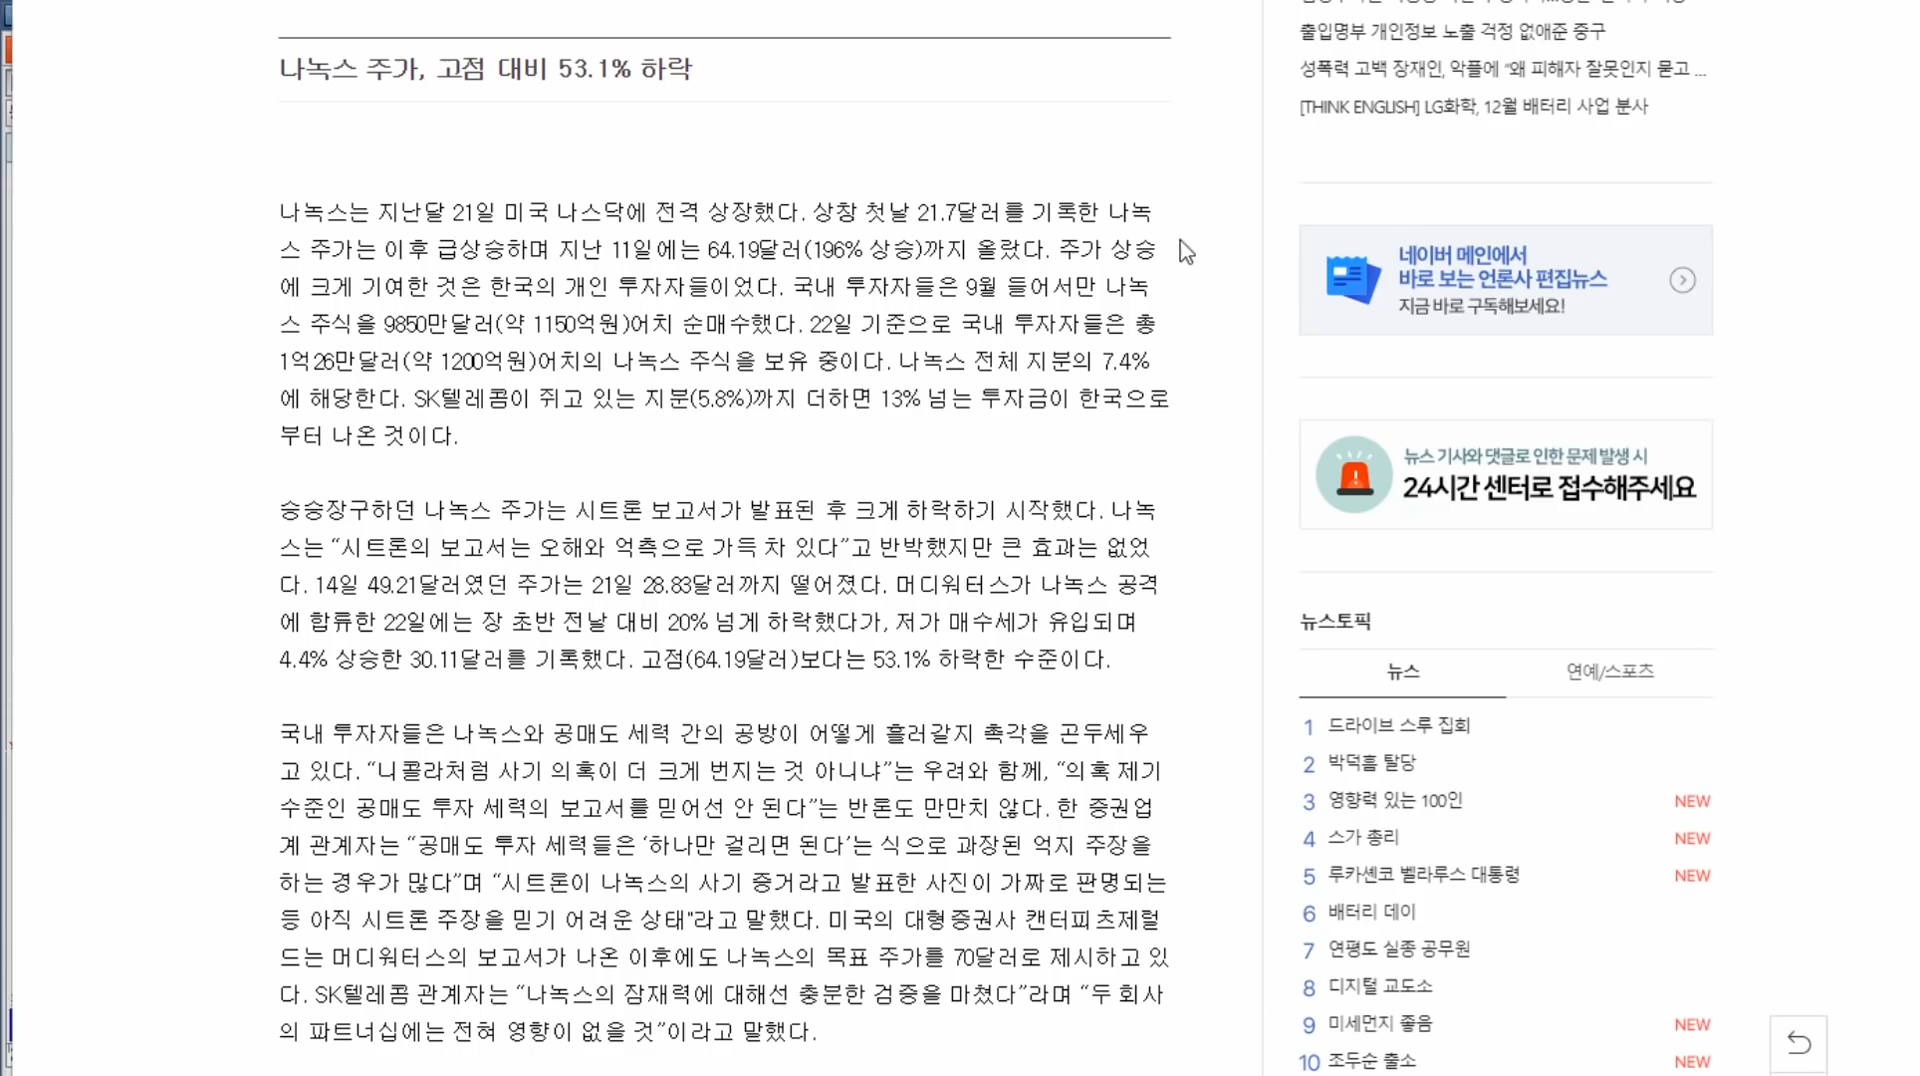 나녹스 주가, 고점 대비 53.1% 하락
나녹스는 지난달 21일 미국 나스닥에 전격 상장했다. 상창 첫날 21.7달러를 기록한 나녹
스 주가는 이후 급상승하며 지난 11일에는 64.19달러(196% 상승)까지 올랐다. 주가 상승
에 크게 기여한 것은 한국의 개인 투자자들이었다. 국내 투자자들은 9월 들어서만 나녹
스 주식을 9850만달러(약 1150억원)어치 순매수했다. 22일 기준으로 국내 투자자들은 총
1억26만달러(약 1200억원)어치의 나녹스 주식을 보유 중이다. 나녹스 전체 지분의 7.4%
에 해당한다. SK텔레콤이 쥐고 있는 지분(5.8%)까지 더하면 13% 넘는 투자금이 한국으로
부터 나온 것이다.
승승장구하던 나녹스 주가는 시트론 보고서가 발표된 후 크게 하락하기 시작했다. 나녹
스는 “시트론의 보고서는 오해와 억측으로 가득 차 있다”고 반박했지만 큰 효과는 없었
다. 14일 49.21달러였던 주가는 21일 28.83달러까지 떨어졌다. 머디워터스가 나녹스 공격
에 합류한 22일에는 장 초반 전날 대비 20% 넘게 하락했다가, 저가 매수세가 유입되며
4.4% 상승한 30.11달러를 기록했다. 고점(64.19달러)보다는 53.1% 하락한 수준이다.
국내 투자자들은 나녹스와 공매도 세력 간의 공방이 어떻게 흘러갈지 촉각을 곤두세우
고 있다. “니콜라처럼 사기 의혹이 더 크게 번지는 것 아니냐”는 우려와 함께, “의혹 제기
수준인 공매도 투자 세력의 보고서를 믿어선 안 된다”는 반론도 만만치 않다. 한 증권업
계 관계자는 “공매도 투자 세력들은 ‘하나만 걸리면 된다’는 식으로 과장된 억지 주장을
하는 경우가 많다”며 “시트론이 나녹스의 사기 증거라고 발표한 사진이 가짜로 판명되는
등 아직 시트론 주장을 믿기 어려운 상태"라고 말했다. 미국의 대형증권사 캔터피츠제럴
드는 머디워터스의 보고서가 나온 이후에도 나녹스의 목표 주가를 70달러로 제시하고 있
다. SK텔레콤 관계자는 “나녹스의 잠재력에 대해선 충분한 검증을 마쳤다”라며 “두 회사
의 파트너십에는 전혀 영향이 없을 것”이라고 말했다.
출입명부 개인정보 노출 걱정 없애준 중구
성폭력 고백 장재인, 악플에 "왜 피해자 잘못인지 묻고 ...
[THINK ENGLISH] LG화학, 12월 배터리 사업 분사
네이버 메인에서
바로 보는 언론사 편집뉴스
지금 바로 구독해보세요!
뉴스 기사와 댓글로 인한 문제 발생 시
24시간 센터로 접수해주세요
뉴스토픽
뉴스 연예/스포츠
1 드라이브 스루 집회
2 박덕흠 탈당
3 영향력 있는 100인 NEW
4 스가 총리 NEW
5 루카셴코 벨라루스 대통령 NEW
6 배터리 데이
7 연평도 실종 공무원
8 디지털 교도소
9 미세먼지 좋음 NEW
10 조두순 출소 NEW